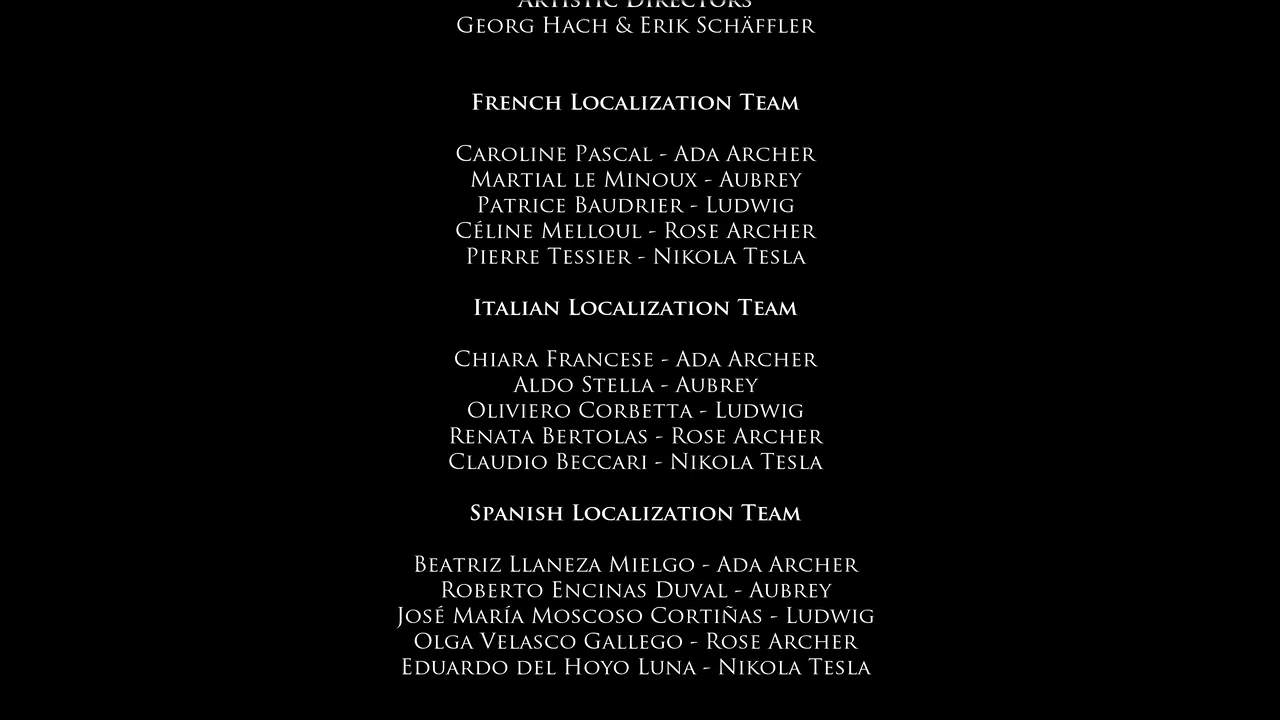 Artistic Directors
Georg Hach & Erik Schäffler
French Localization Team
Caroline Pascal - Ada Archer
Martial le Minoux - Aubrey
Patrice Baudrier - Ludwig
Céline Melloul - Rose Archer
Pierre Tessier - Nikola Tesla
Italian Localization Team
Chiara Francese - Ada Archer
Aldo Stella - Aubrey
Oliviero Corbetta - Ludwig
Renata Bertolas - Rose Archer
Claudio Beccari - Nikola Tesla
Spanish Localization Team
Beatriz Llaneza Mielgo - Ada Archer
Roberto Encinas Duval - Aubrey
José María Moscoso Cortiñas - Ludwig
Olga Velasco Gallego - Rose Archer
Eduardo del Hoyo Luna - Nikola Tesla